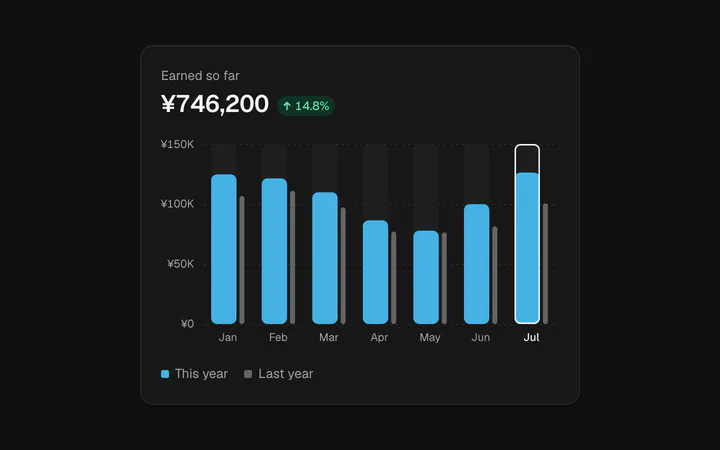 Earned so far
¥746,200 ↑ 14.8%
¥150K
¥100K
¥50K
¥0
Jan Feb Mar Apr May Jun Jul
This year Last year